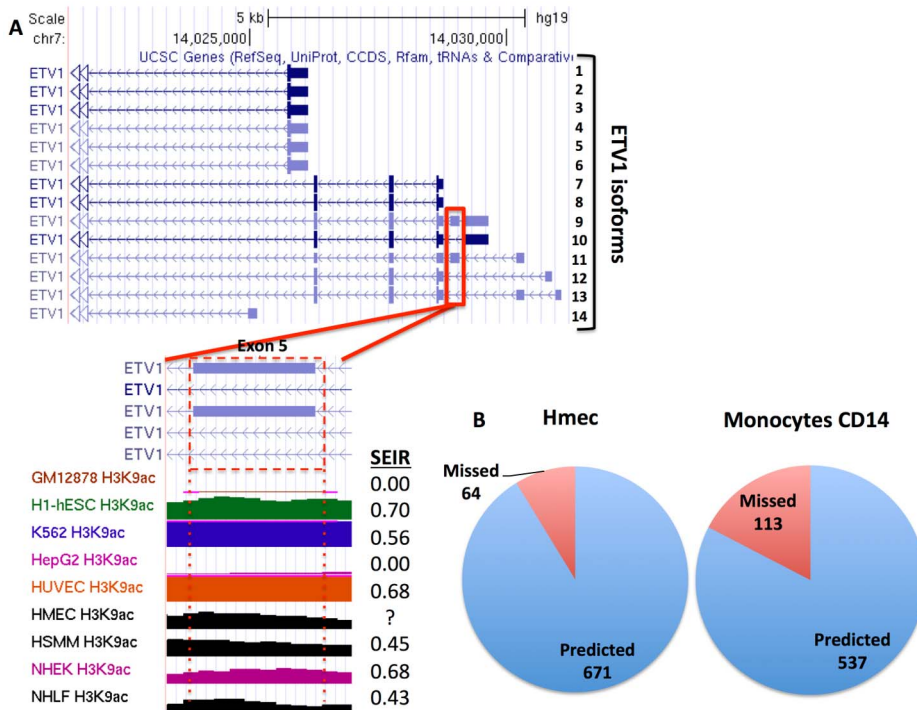 A
Scale
5 kb
hg19
chr7:
14,025,000
14,030,000
UCSC Genes (RefSeq, UniProt, CCDS, Rfam, tRNAs & Comparative
ETV1 1
ETV1 2
ETV1 3
ETV1 4
ETV1 5
ETV1 6
ETV1 7
ETV1 8
ETV1 9
ETV1 10
ETV1 11
ETV1 12
ETV1 13
ETV1 14
ETV1 isoforms
Exon 5
ETV1
ETV1
ETV1
ETV1
ETV1
SEIR
GM12878 H3K9ac 0.00
H1-hESC H3K9ac 0.70
K562 H3K9ac 0.56
HepG2 H3K9ac 0.00
HUVEC H3K9ac 0.68
HMEC H3K9ac ?
HSMM H3K9ac 0.45
NHEK H3K9ac 0.68
NHLF H3K9ac 0.43
B
Hmec
Missed
64
Predicted
671
Monocytes CD14
Missed
113
Predicted
537